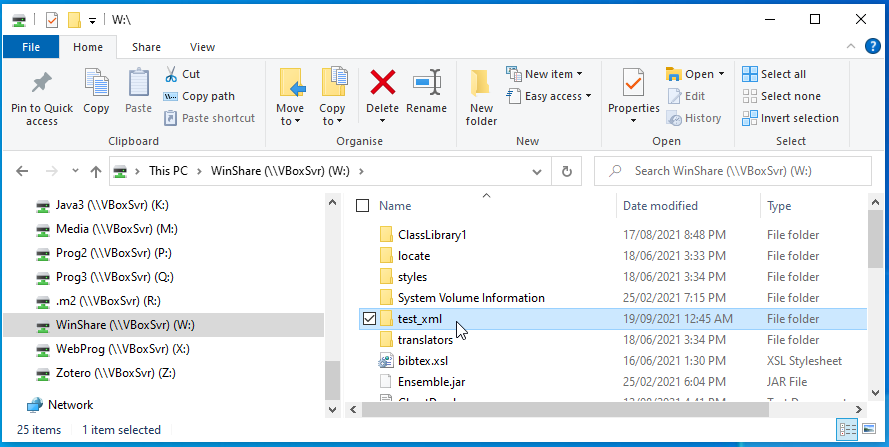 W:\
File Home Share View
Pin to Quick access
Copy
Paste
Cut
Copy path
Paste shortcut
Clipboard
Move to
Copy to
Delete
Rename
Organise
New folder
New item
Easy access
New
Properties
Open
Edit
History
Open
Select all
Select none
Invert selection
Select
This PC > WinShare (\\VBoxSvr) (W:) >
Search WinShare (\\VBoxSvr) (W:)
Java3 (\\VBoxSvr) (K:)
Media (\\VBoxSvr) (M:)
Prog2 (\\VBoxSvr) (P:)
Prog3 (\\VBoxSvr) (Q:)
.m2 (\\VBoxSvr) (R:)
WinShare (\\VBoxSvr) (W:)
WebProg (\\VBoxSvr) (X:)
Zotero (\\VBoxSvr) (Z:)
Network
Name Date modified Type
ClassLibrary1 17/08/2021 8:48 PM File folder
locate 18/06/2021 3:33 PM File folder
styles 18/06/2021 3:34 PM File folder
System Volume Information 25/02/2021 7:15 PM File folder
test_xml 19/09/2021 12:45 AM File folder
translators 18/06/2021 3:34 PM File folder
bibtex.xsl 16/06/2021 1:30 PM XSL Stylesheet
Ensemble.jar 25/02/2021 6:04 PM JAR File
25 items 1 item selected